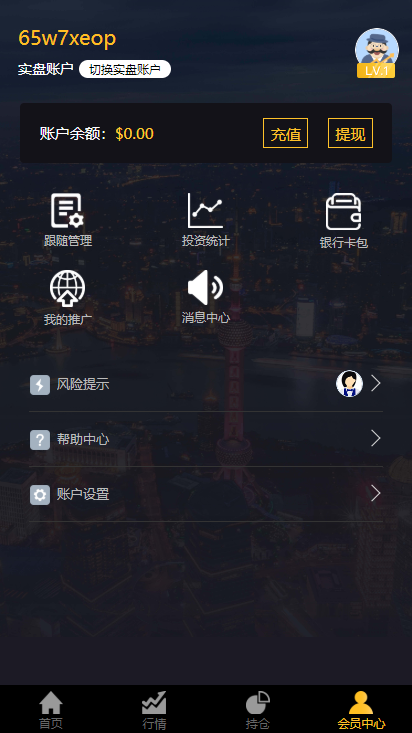 65w7xeop
实盘账户 切换实盘账户
LV.1
账户余额：$0.00 充值 提现
跟随管理 投资统计 银行卡包
我的推广 消息中心
风险提示
帮助中心
账户设置
首页 行情 持仓 会员中心